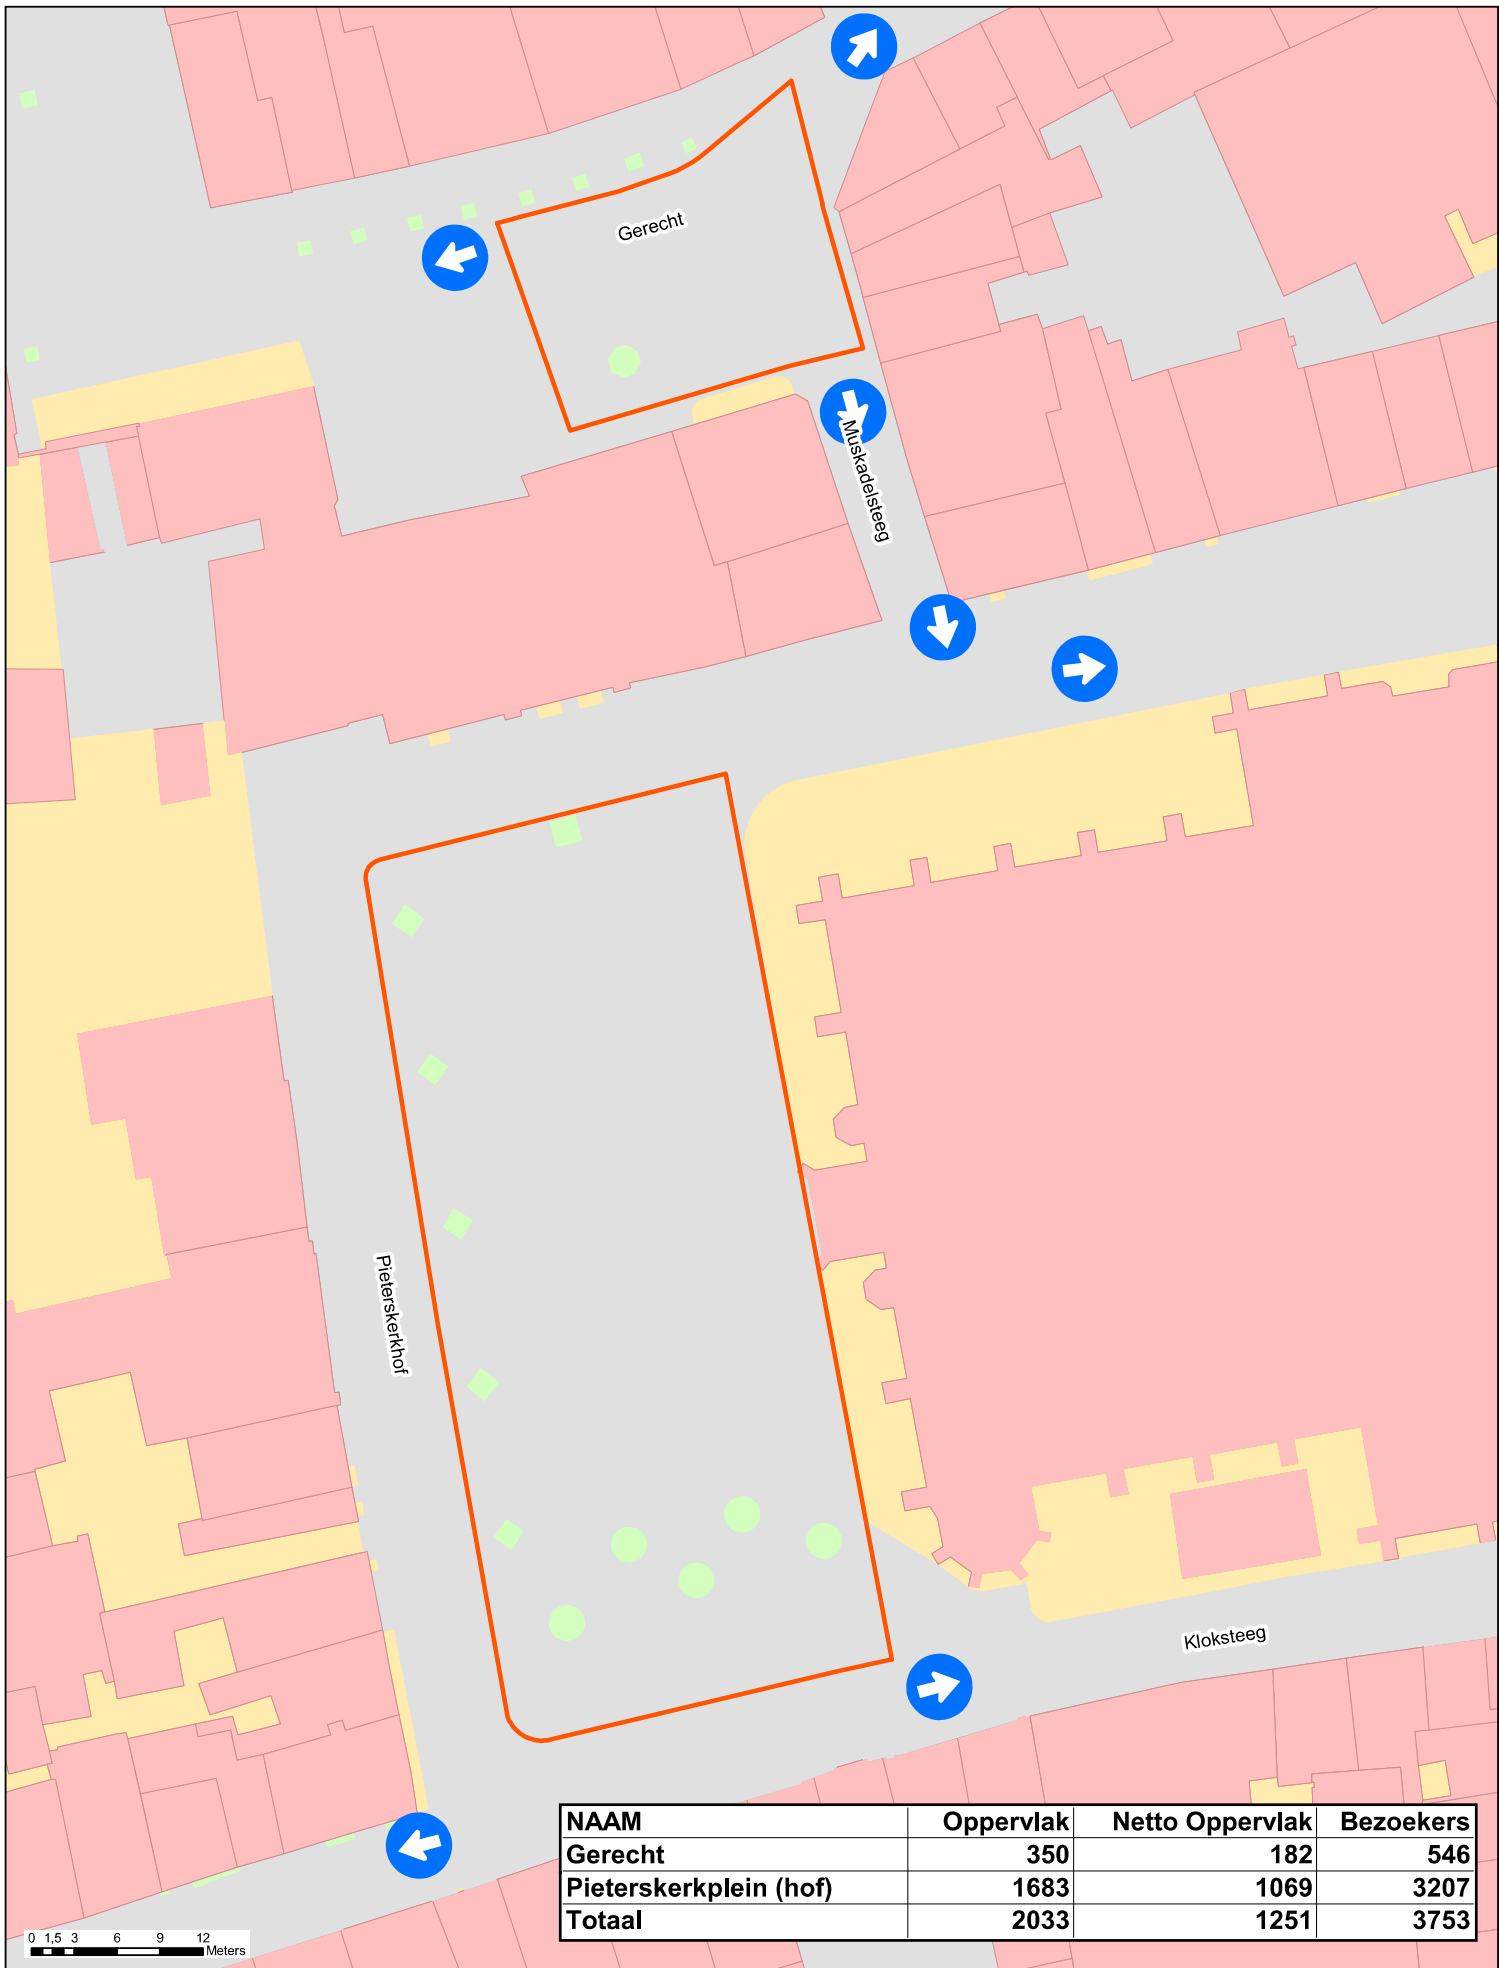 Gerecht
Muskadelsteeg
Pieterskerkhof
Kloksteeg
NAAM Oppervlak Netto Oppervlak Bezoekers
Gerecht 350 182 546
Pieterskerkplein (hof) 1683 1069 3207
Totaal 2033 1251 3753
0 1,5 3 6 9 12
Meters